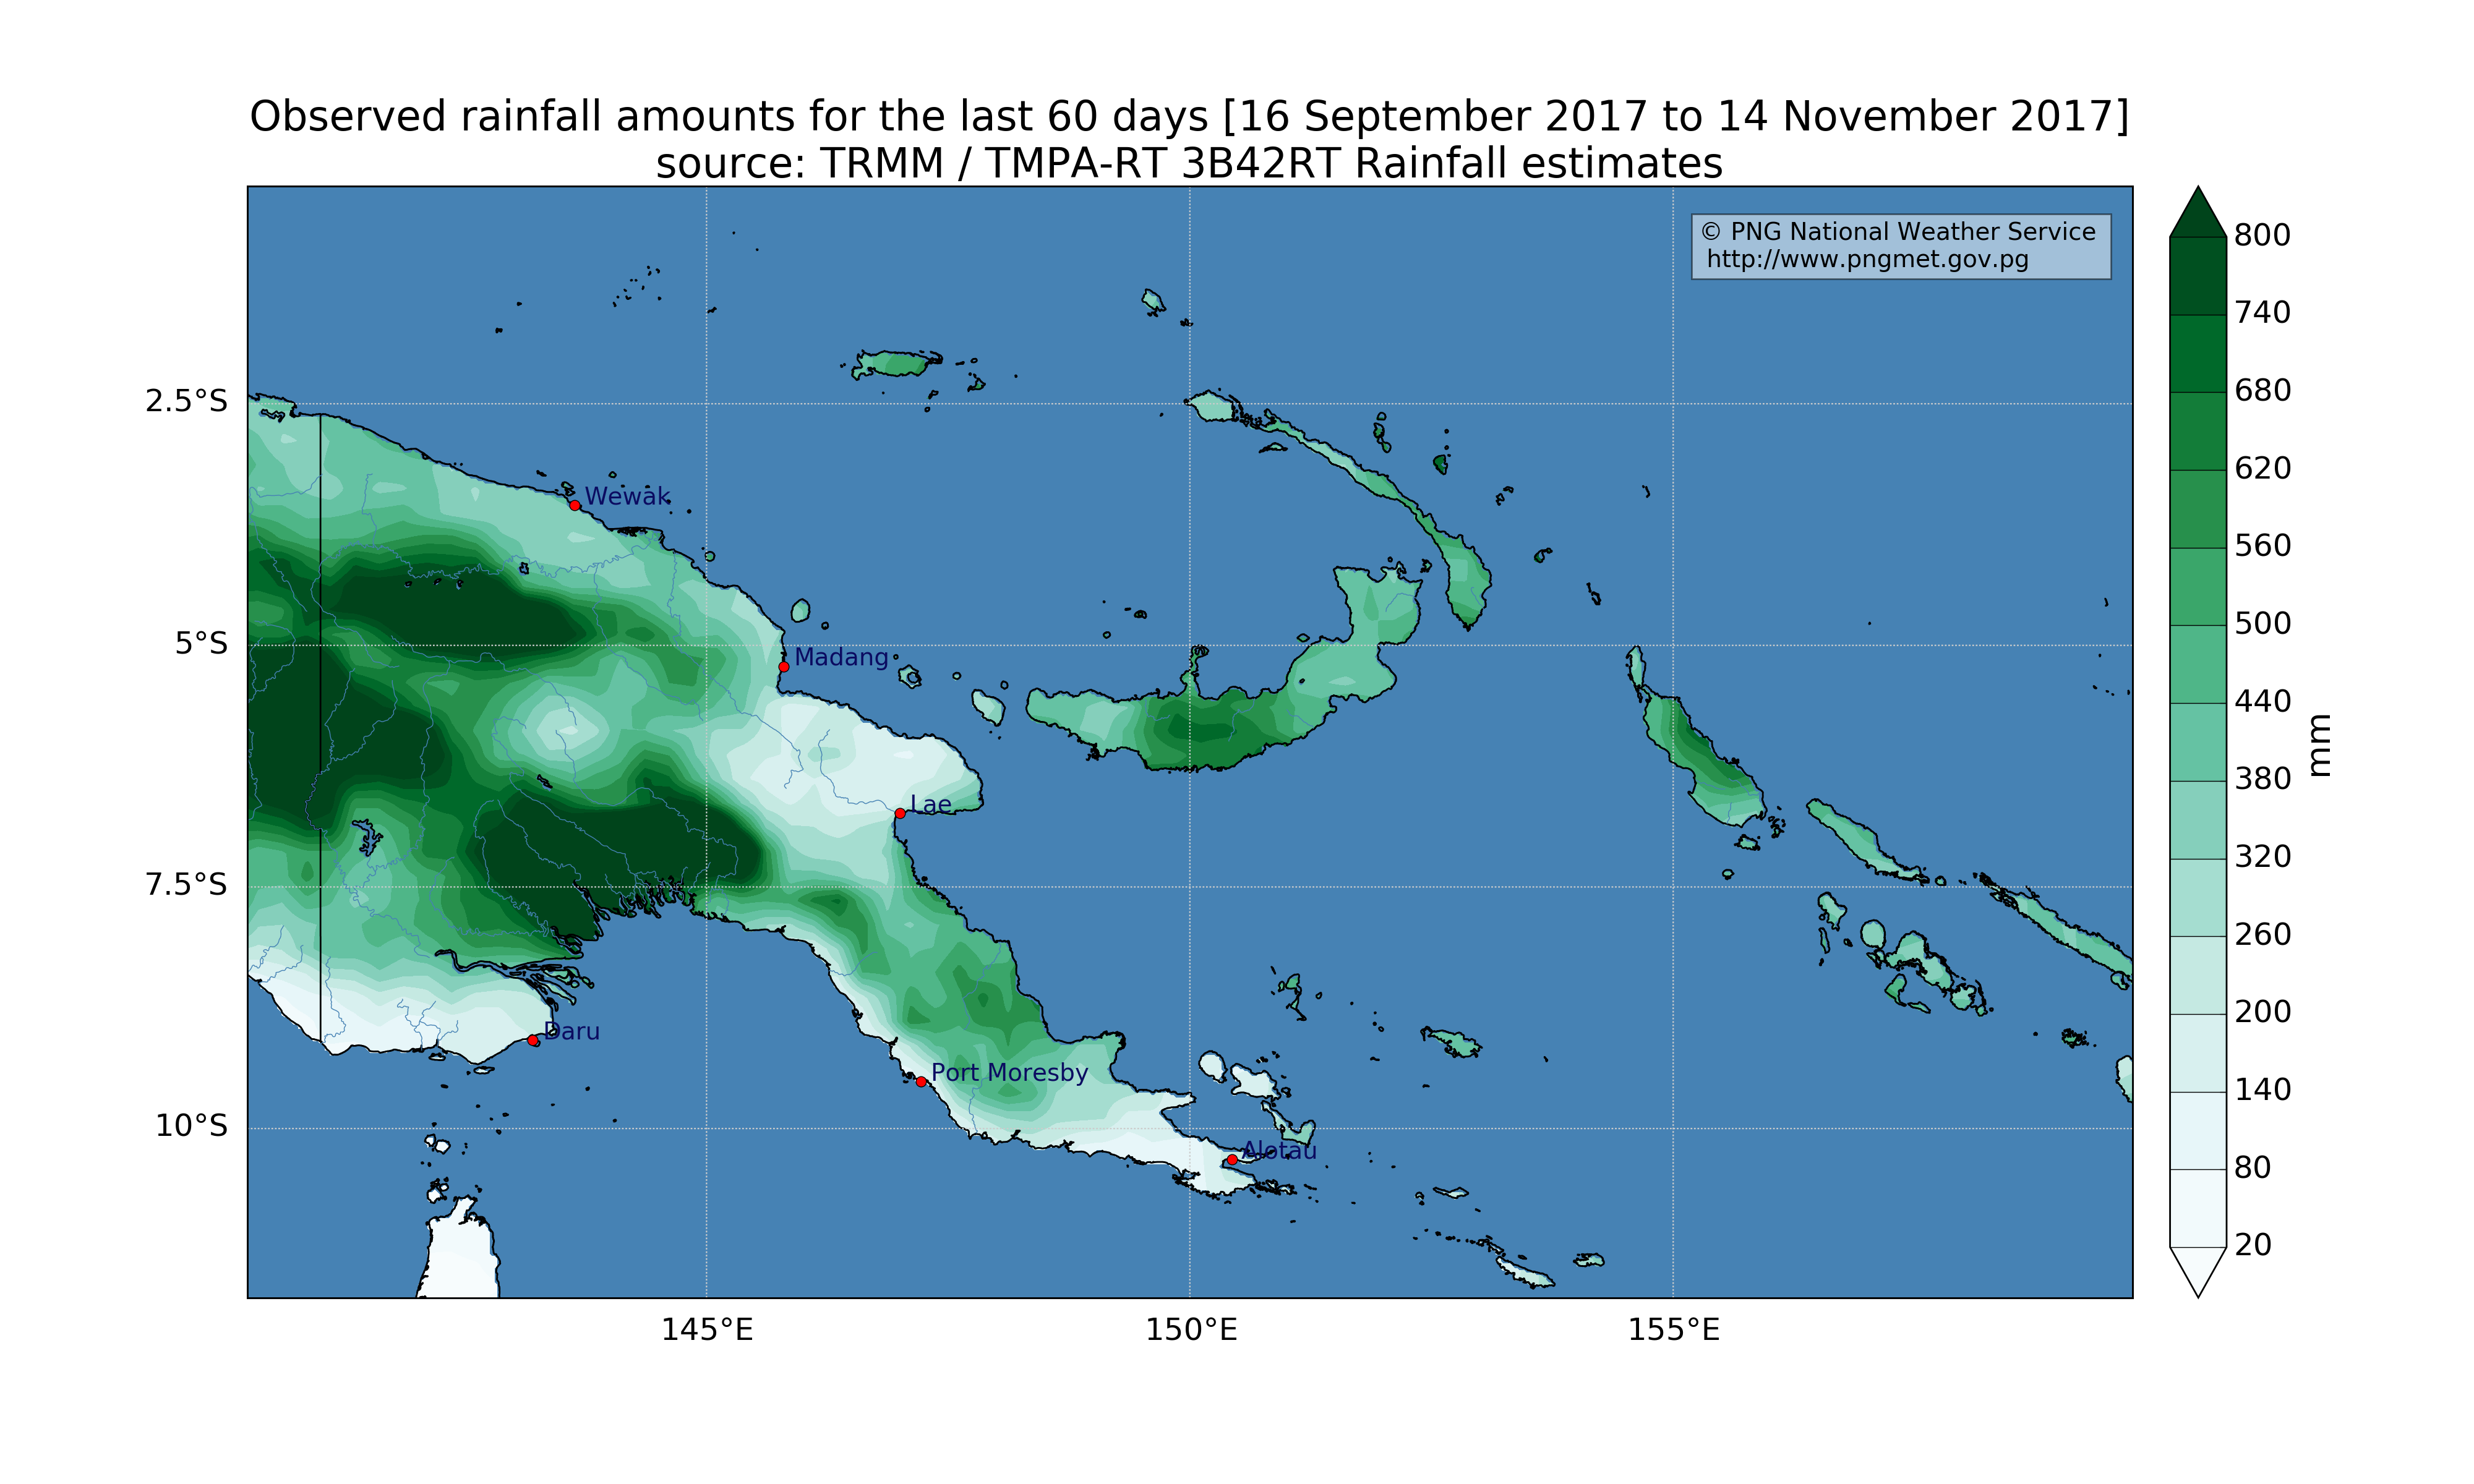 Observed rainfall amounts for the last 60 days [16 September 2017 to 14 November 2017]
source: TRMM / TMPA-RT 3B42RT Rainfall estimates
© PNG National Weather Service
http://www.pngmet.gov.pg
2.5°S
5°S
7.5°S
10°S
Wewak
Madang
Lae
Daru
Port Moresby
Alotau
145°E
150°E
155°E
800
740
680
620
560
500
440
380
320
260
200
140
80
20
mm